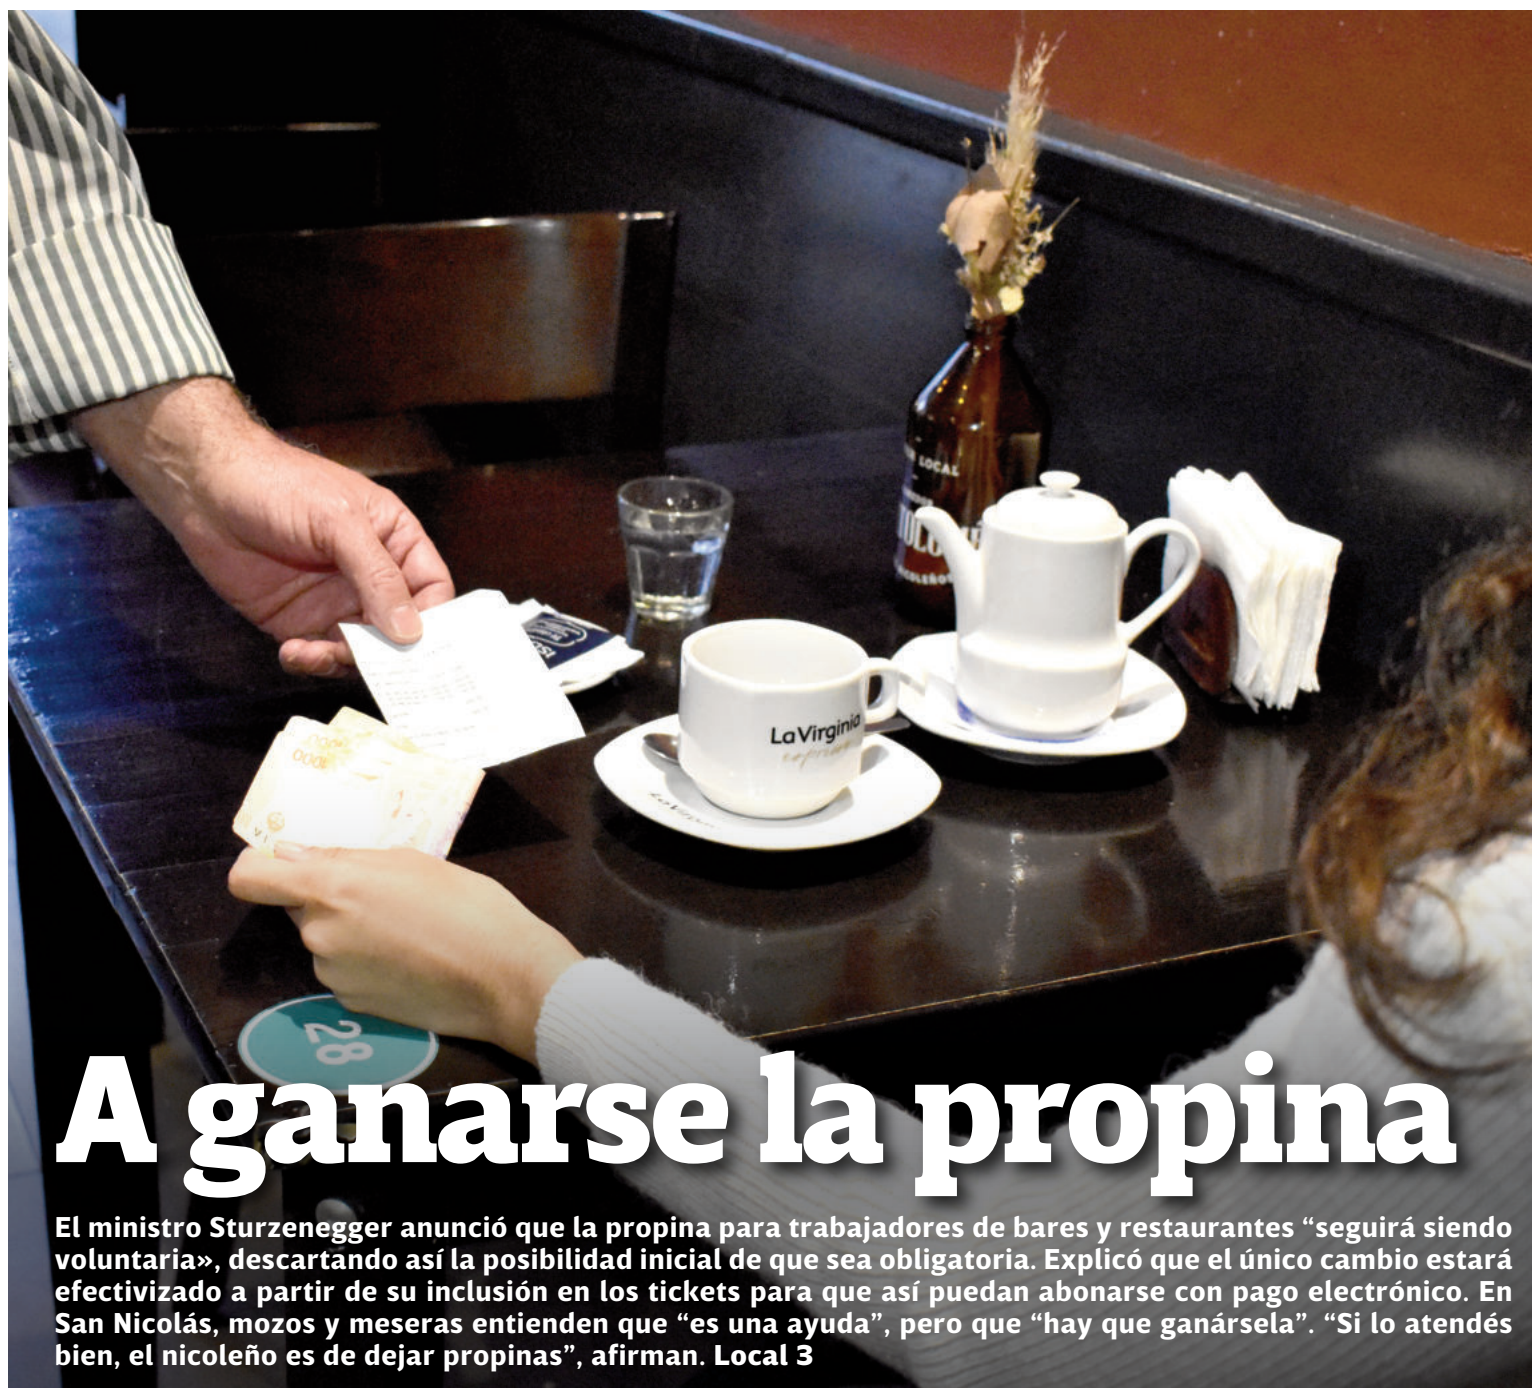 LOCAL
La Virginia
1000
28
A ganarse la propina
El ministro Sturzenegger anunció que la propina para trabajadores de bares y restaurantes “seguirá siendo
voluntaria», descartando así la posibilidad inicial de que sea obligatoria. Explicó que el único cambio estará
efectivizado a partir de su inclusión en los tickets para que así puedan abonarse con pago electrónico. En
San Nicolás, mozos y meseras entienden que “es una ayuda”, pero que “hay que ganársela”. “Si lo atendés
bien, el nicoleño es de dejar propinas”, afirman. Local 3